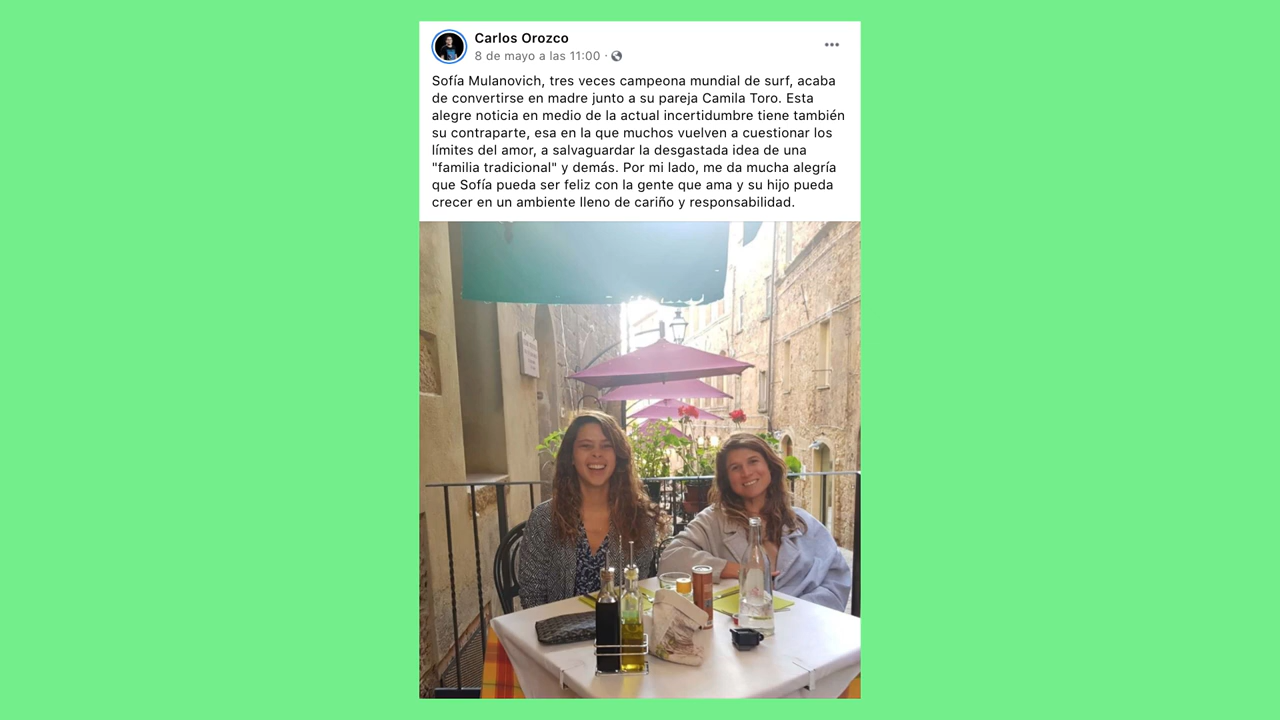 Carlos Orozco
8 de mayo a las 11:00 ·
Sofía Mulanovich, tres veces campeona mundial de surf, acaba
de convertirse en madre junto a su pareja Camila Toro. Esta
alegre noticia en medio de la actual incertidumbre tiene también
su contraparte, esa en la que muchos vuelven a cuestionar los
límites del amor, a salvaguardar la desgastada idea de una
"familia tradicional" y demás. Por mi lado, me da mucha alegría
que Sofía pueda ser feliz con la gente que ama y su hijo pueda
crecer en un ambiente lleno de cariño y responsabilidad.